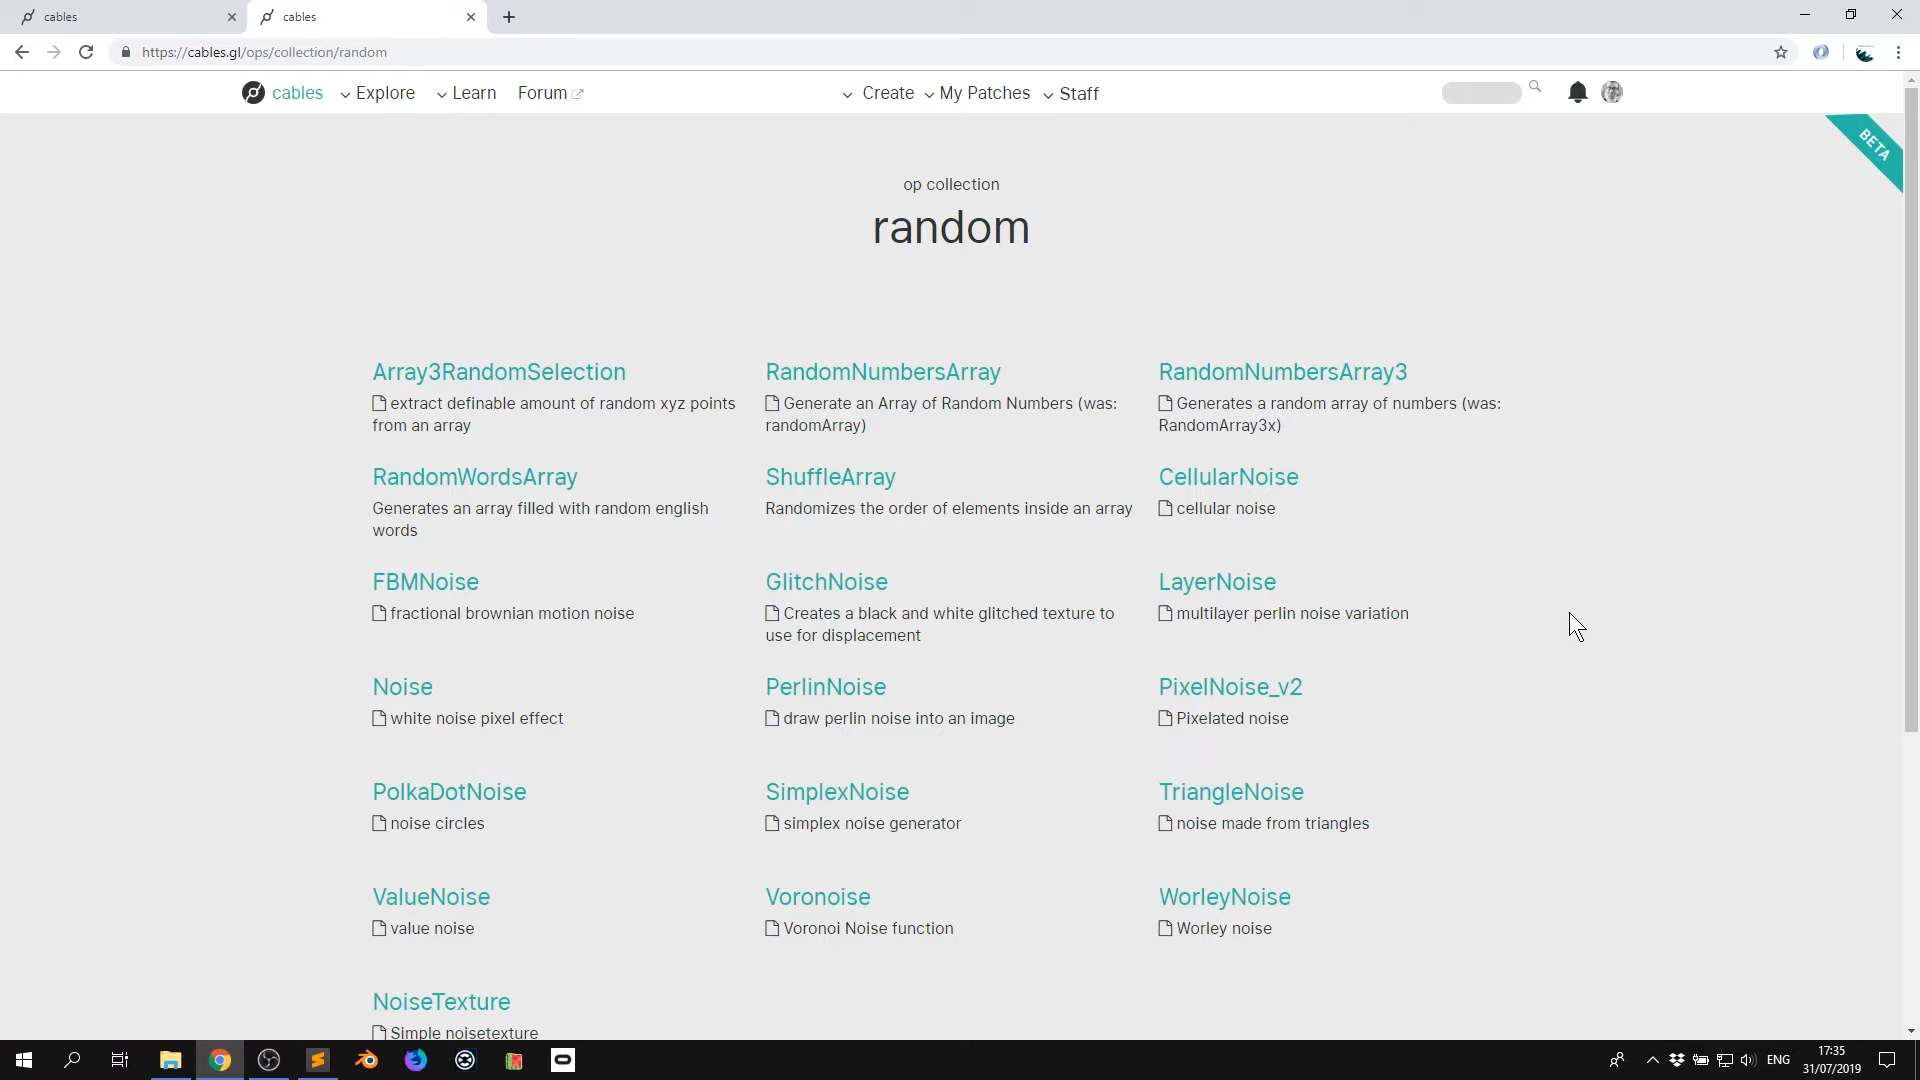 cables
cables
https://cables.gl/ops/collection/random
cables Explore Learn Forum Create My Patches Staff
BETA
op collection
random
Array3RandomSelection
extract definable amount of random xyz points
from an array
RandomNumbersArray
Generate an Array of Random Numbers (was:
randomArray)
RandomNumbersArray3
Generates a random array of numbers (was:
RandomArray3x)
RandomWordsArray
Generates an array filled with random english
words
ShuffleArray
Randomizes the order of elements inside an array
CellularNoise
cellular noise
FBMNoise
fractional brownian motion noise
GlitchNoise
Creates a black and white glitched texture to
use for displacement
LayerNoise
multilayer perlin noise variation
Noise
white noise pixel effect
PerlinNoise
draw perlin noise into an image
PixelNoise_v2
Pixelated noise
PolkaDotNoise
noise circles
SimplexNoise
simplex noise generator
TriangleNoise
noise made from triangles
ValueNoise
value noise
Voronoise
Voronoi Noise function
WorleyNoise
Worley noise
NoiseTexture
Simple noisetexture
ENG
17:35
31/07/2019